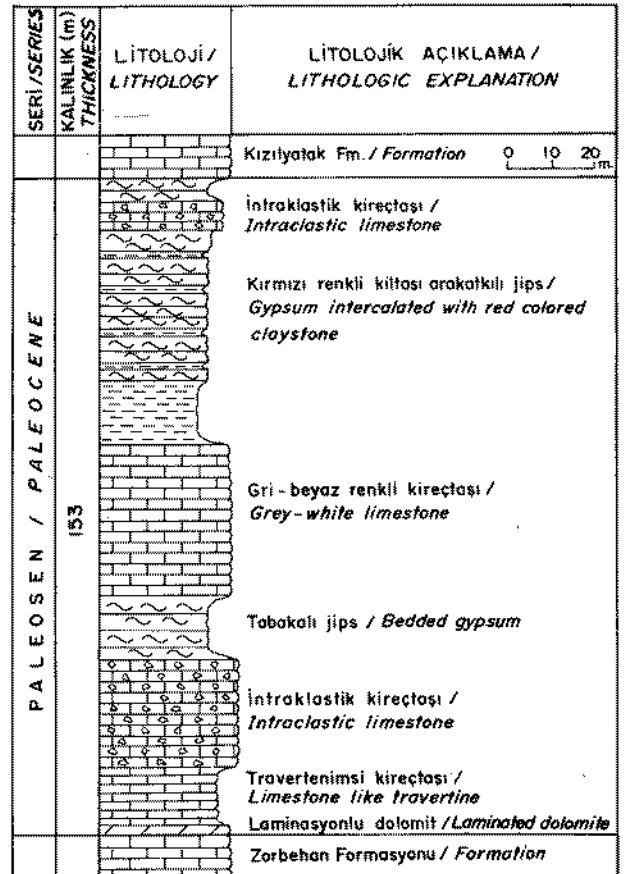 SERİ / SERIES
KALINLIK (m)
THICKNESS
LİTOLOJİ /
LITHOLOGY
LİTOLOJİK AÇIKLAMA /
LITHOLOGIC EXPLANATION
Kızılyatak Fm. / Formation
0 10 20
m.
İntraklastik kireçtaşı /
Intraclastic limestone
Kırmızı renkli kiltaşı arakatkılı jips /
Gypsum intercalated with red colored
claystone
PALEOSEN / PALEOCENE
153
Gri-beyaz renkli kireçtaşı /
Grey-white limestone
Tabakalı jips / Bedded gypsum
İntraklastik kireçtaşı /
Intraclastic limestone
Travertenimsi kireçtaşı /
Limestone like travertine
Laminasyonlu dolomit / Laminated dolomite
Zorbehan Formasyonu / Formation